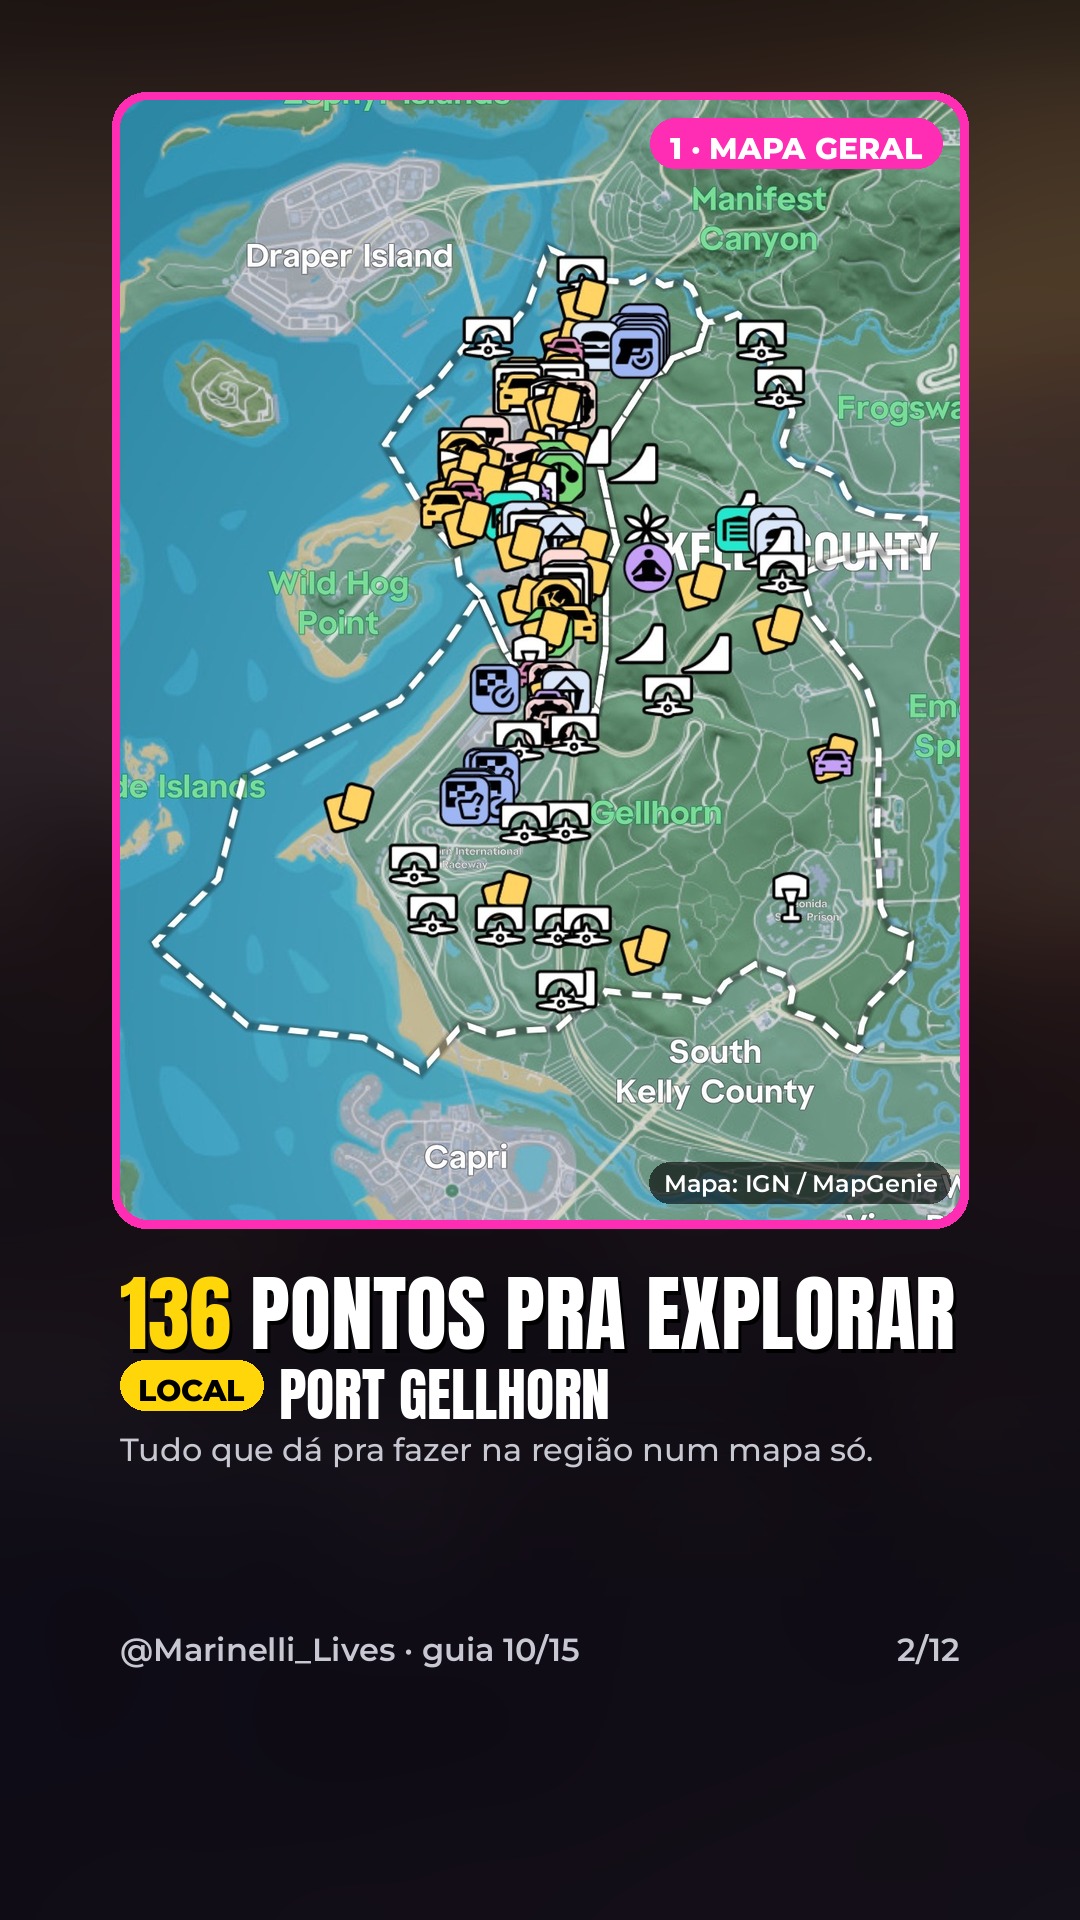 1 • MAPA GERAL
Manifest
Canyon
Draper Island
Wild Hog
Point
Gellhorn
South
Kelly County
Capri
Mapa: IGN / MapGenie
136 PONTOS PRA EXPLORAR
LOCAL PORT GELLHORN
Tudo que dá pra fazer na região num mapa só.
@Marinelli_Lives · guia 10/15
2/12